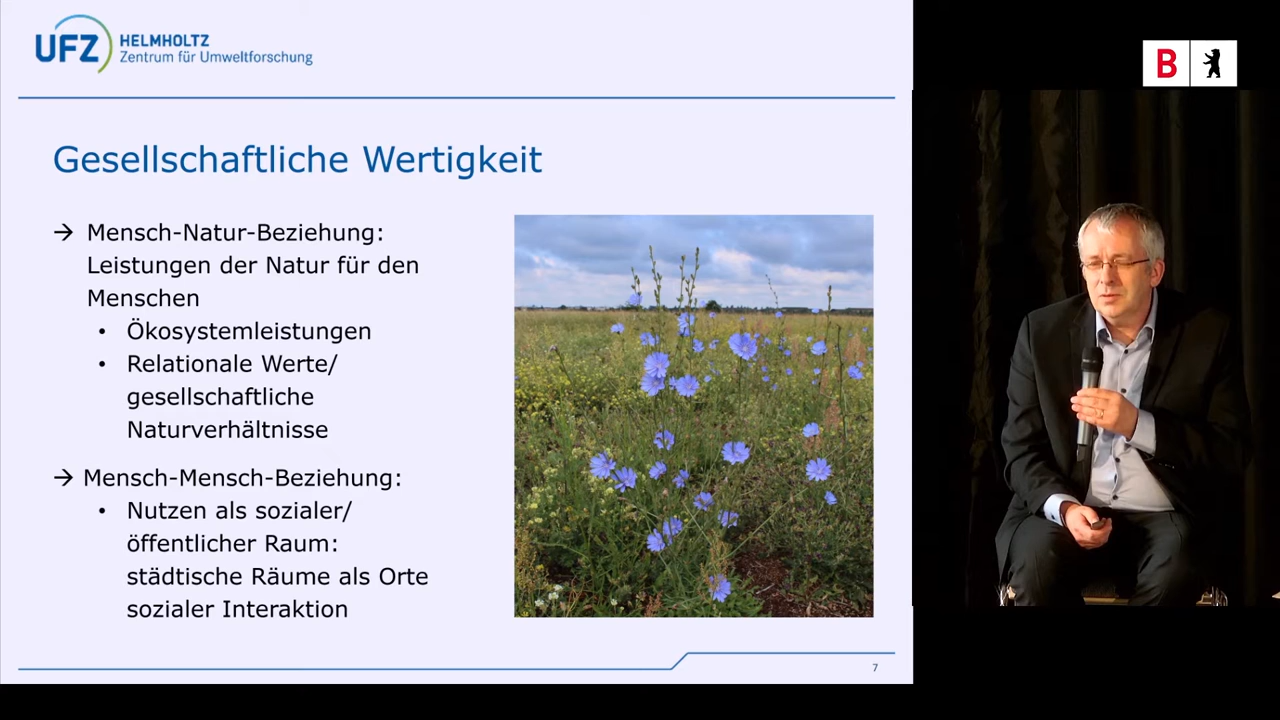 UFZ HELMHOLTZ
Zentrum für Umweltforschung
B
Gesellschaftliche Wertigkeit
→ Mensch-Natur-Beziehung:
Leistungen der Natur für den
Menschen
• Ökosystemleistungen
• Relationale Werte/
gesellschaftliche
Naturverhältnisse
→ Mensch-Mensch-Beziehung:
• Nutzen als sozialer/
öffentlicher Raum:
städtische Räume als Orte
sozialer Interaktion
7